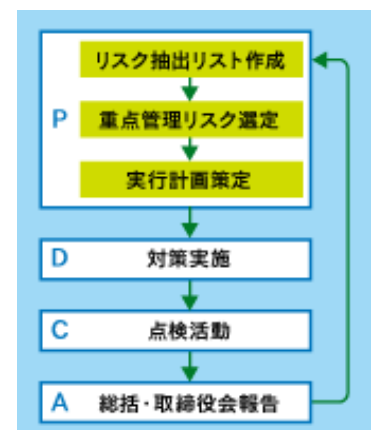 リスク抽出リスト作成
P 重点管理リスク選定
実行計画策定
D 対策実施
C 点検活動
A 総括・取締役会報告